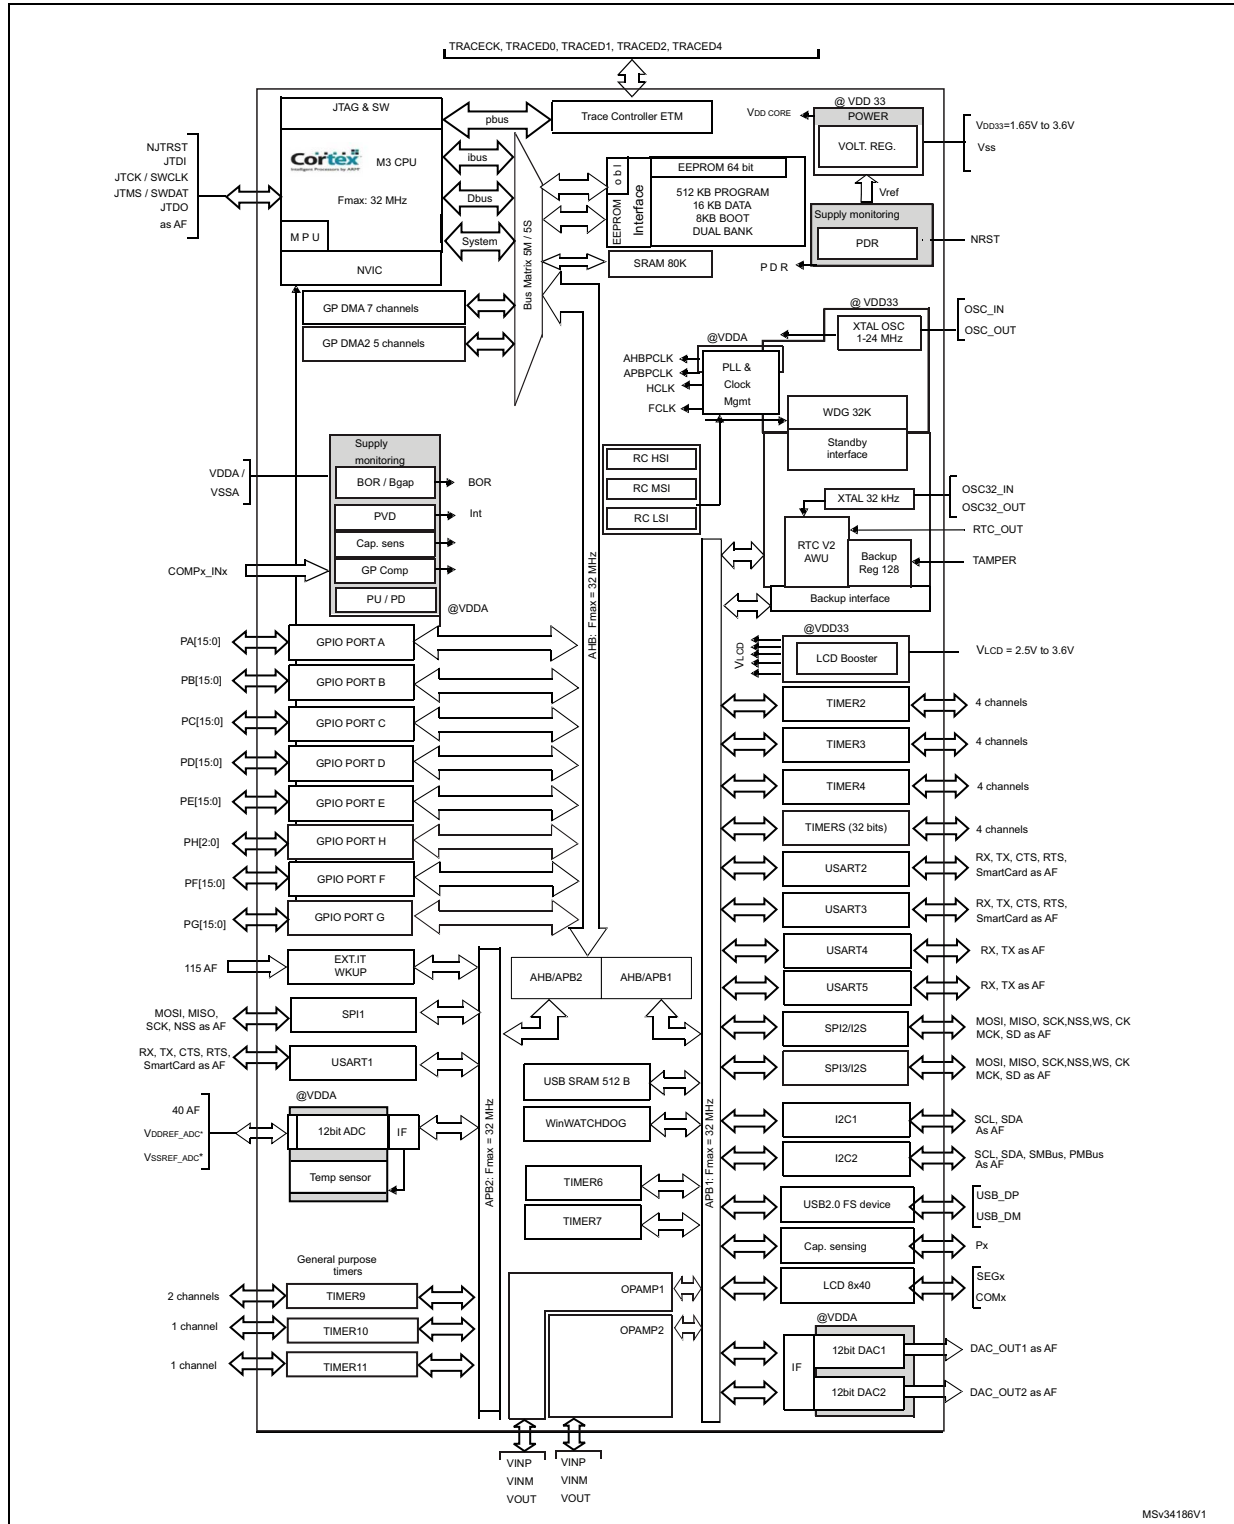 TRACECK, TRACED0, TRACED1, TRACED2, TRACED4
JTAG & SW
pbus
Trace Controller ETM
VDD CORE
@ VDD 33
POWER
VOLT. REG.
VDD33=1.65V to 3.6V
Vss
NJTRST
JTDI
JTCK / SWCLK
JTMS / SWDAT
JTDO
as AF
Cortex
Intelligent Processors by ARM
M3 CPU
Fmax: 32 MHz
M P U
NVIC
ibus
Dbus
System
Bus Matrix 5M / 5S
EEPROM
Interface
o b l
EEPROM 64 bit
512 KB PROGRAM
16 KB DATA
8KB BOOT
DUAL BANK
SRAM 80K
Vref
Supply monitoring
PDR
NRST
P D R
GP DMA 7 channels
GP DMA2 5 channels
@ VDD33
XTAL OSC
1-24 MHz
OSC_IN
OSC_OUT
@VDDA
AHBPCLK
APBPCLK
HCLK
FCLK
PLL &
Clock
Mgmt
WDG 32K
Standby
interface
RC HSI
RC MSI
RC LSI
Supply
monitoring
VDDA /
VSSA
BOR / Bgap
BOR
PVD
Int
Cap. sens
COMPx_INx
GP Comp
PU / PD
@VDDA
XTAL 32 kHz
OSC32_IN
OSC32_OUT
RTC V2
AWU
RTC_OUT
Backup
Reg 128
TAMPER
Backup interface
AHB: Fmax = 32 MHz
PA[15:0]
GPIO PORT A
PB[15:0]
GPIO PORT B
PC[15:0]
GPIO PORT C
PD[15:0]
GPIO PORT D
PE[15:0]
GPIO PORT E
PH[2:0]
GPIO PORT H
PF[15:0]
GPIO PORT F
PG[15:0]
GPIO PORT G
@VDD33
VLCD
LCD Booster
VLCD = 2.5V to 3.6V
TIMER2
4 channels
TIMER3
4 channels
TIMER4
4 channels
TIMERS (32 bits)
4 channels
USART2
RX, TX, CTS, RTS,
SmartCard as AF
USART3
RX, TX, CTS, RTS,
SmartCard as AF
USART4
RX, TX as AF
USART5
RX, TX as AF
SPI2/I2S
MOSI, MISO, SCK,NSS,WS, CK
MCK, SD as AF
SPI3/I2S
MOSI, MISO, SCK,NSS,WS, CK
MCK, SD as AF
I2C1
SCL, SDA
As AF
I2C2
SCL, SDA, SMBus, PMBus
As AF
USB2.0 FS device
USB_DP
USB_DM
Cap. sensing
Px
LCD 8x40
SEGx
COMx
@VDDA
IF
12bit DAC1
DAC_OUT1 as AF
12bit DAC2
DAC_OUT2 as AF
115 AF
EXT.IT
WKUP
AHB/APB2
AHB/APB1
MOSI, MISO,
SCK, NSS as AF
SPI1
RX, TX, CTS, RTS,
SmartCard as AF
USART1
USB SRAM 512 B
WinWATCHDOG
@VDDA
40 AF
VDDREF_ADC*
VSSREF_ADC*
12bit ADC
IF
Temp sensor
APB2: Fmax = 32 MHz
APB1: Fmax = 32 MHz
TIMER6
TIMER7
General purpose
timers
2 channels
TIMER9
1 channel
TIMER10
1 channel
TIMER11
OPAMP1
OPAMP2
VINP
VINM
VOUT
VINP
VINM
VOUT
MSv34186V1